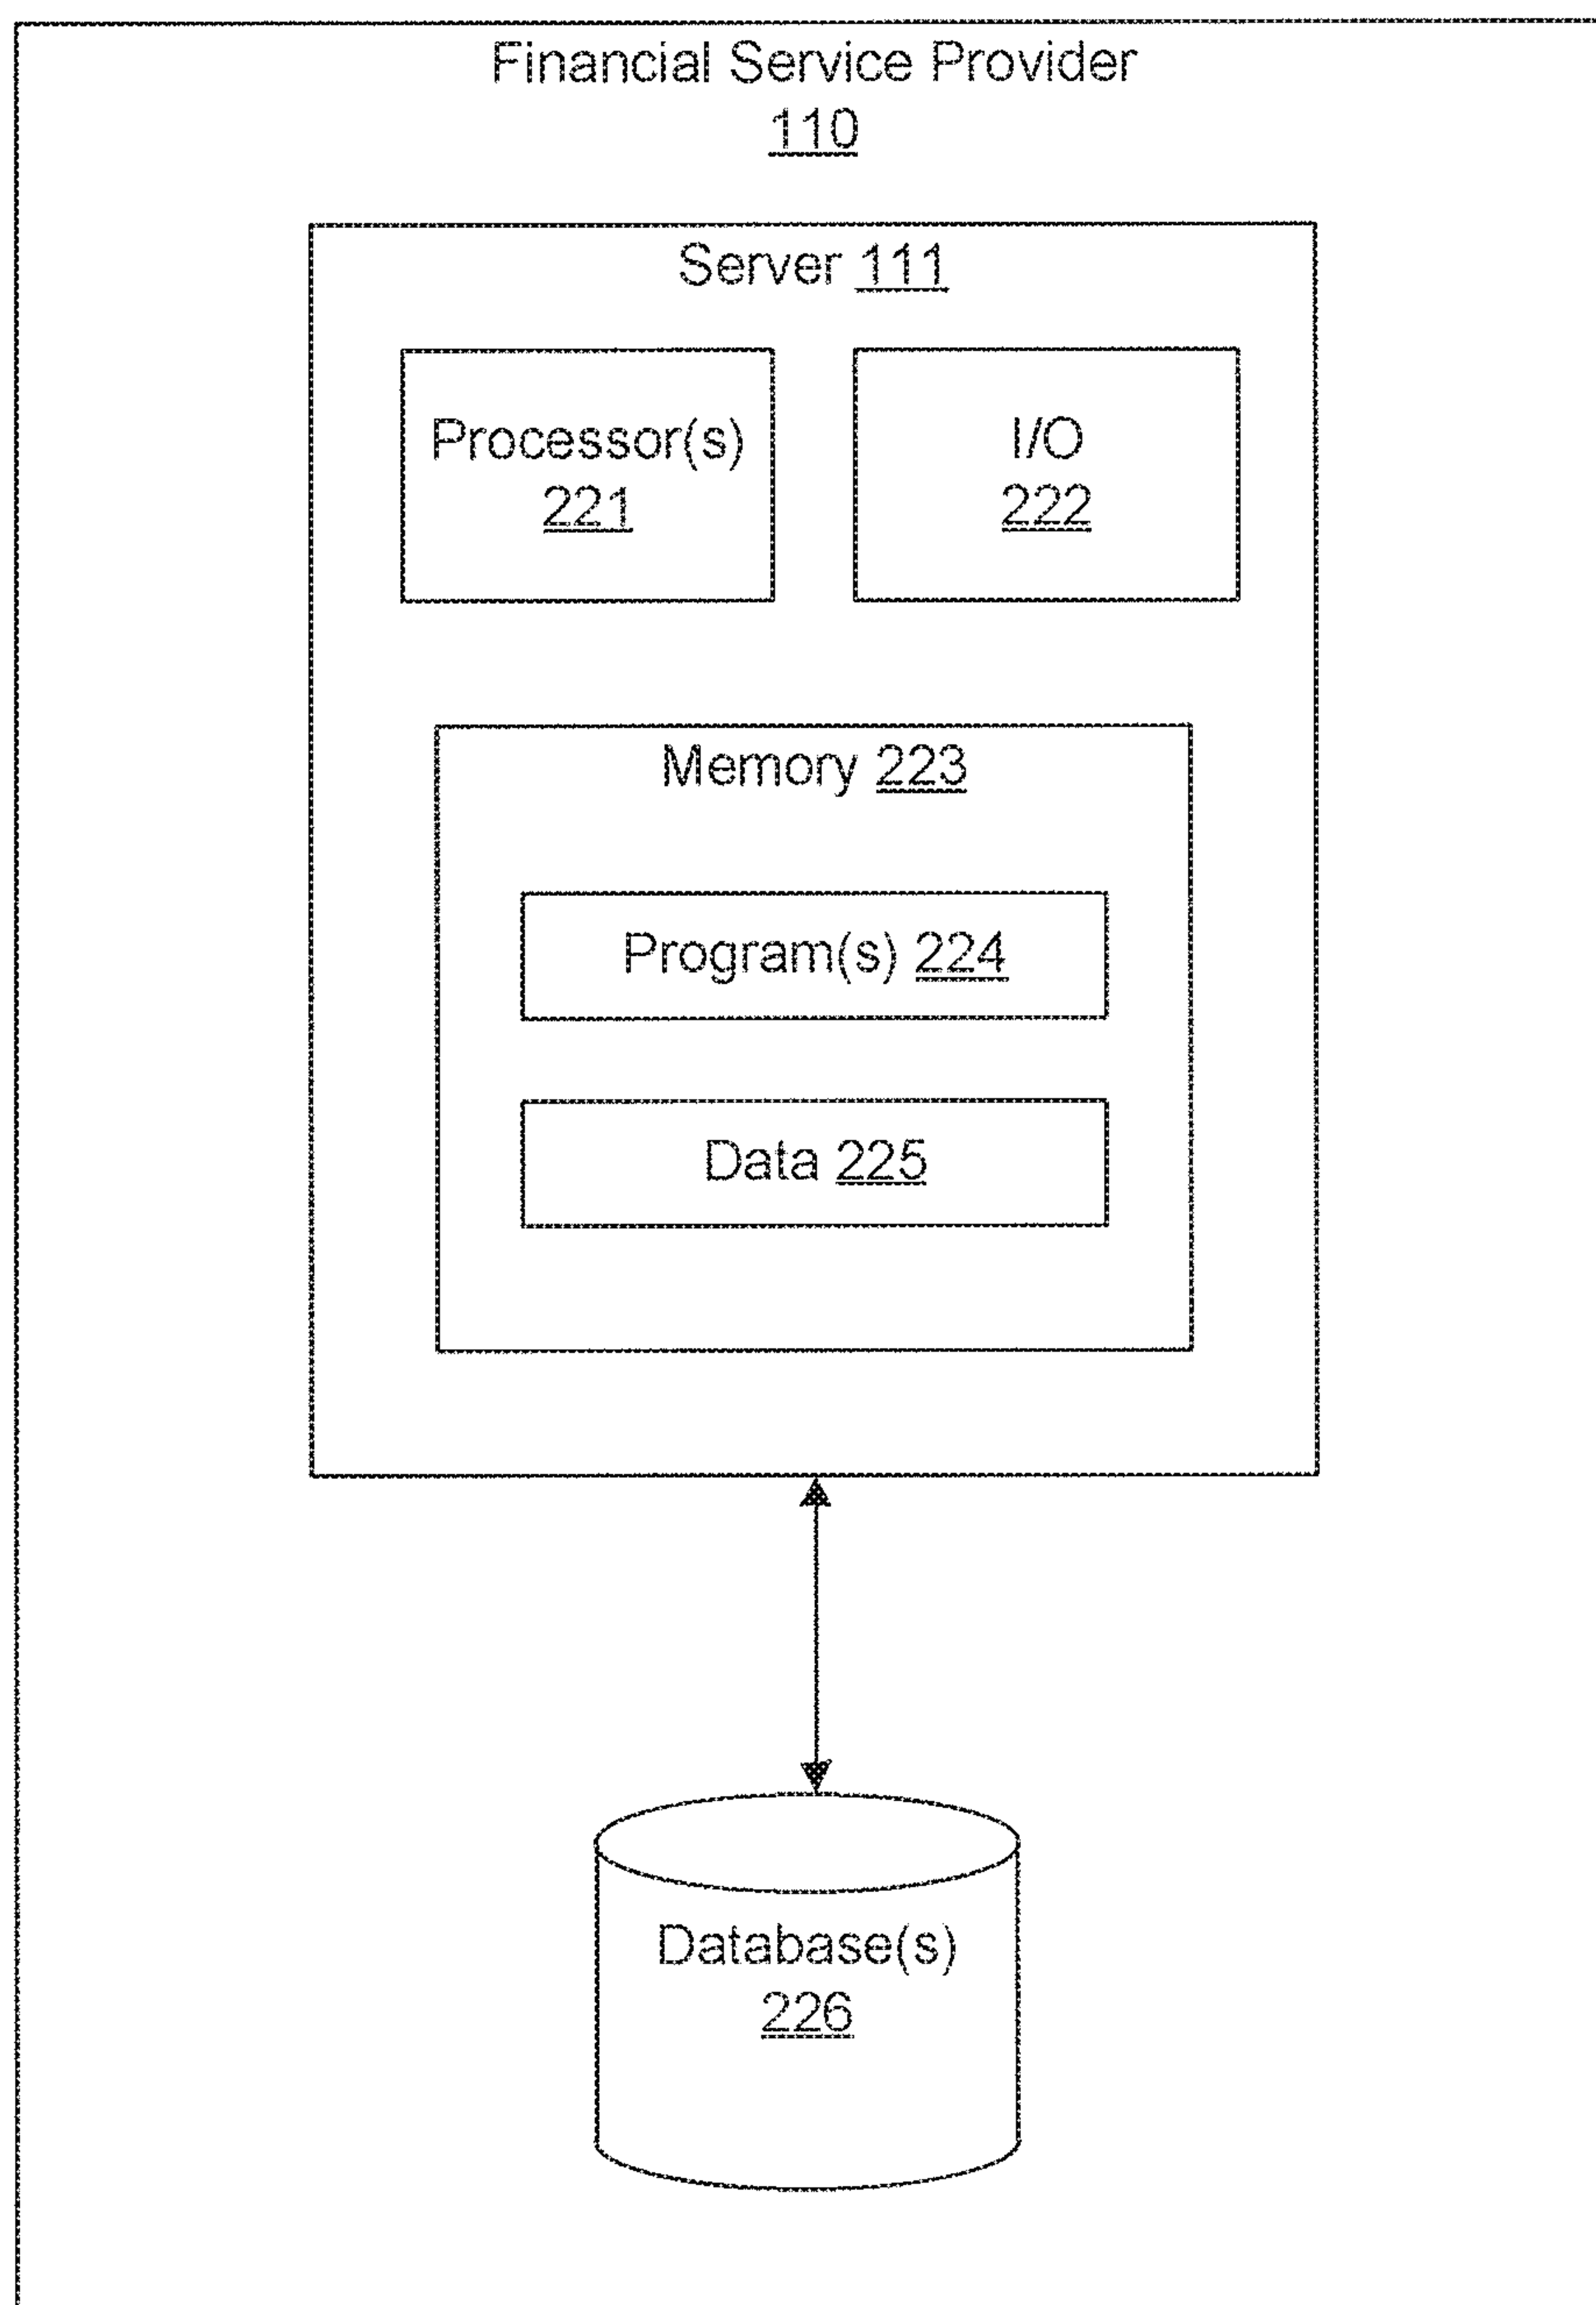 Financial Service Provider
110
Server 111
Processor(s)
221
I/O
222
Memory 223
Program(s) 224
Data 225
Database(s)
226